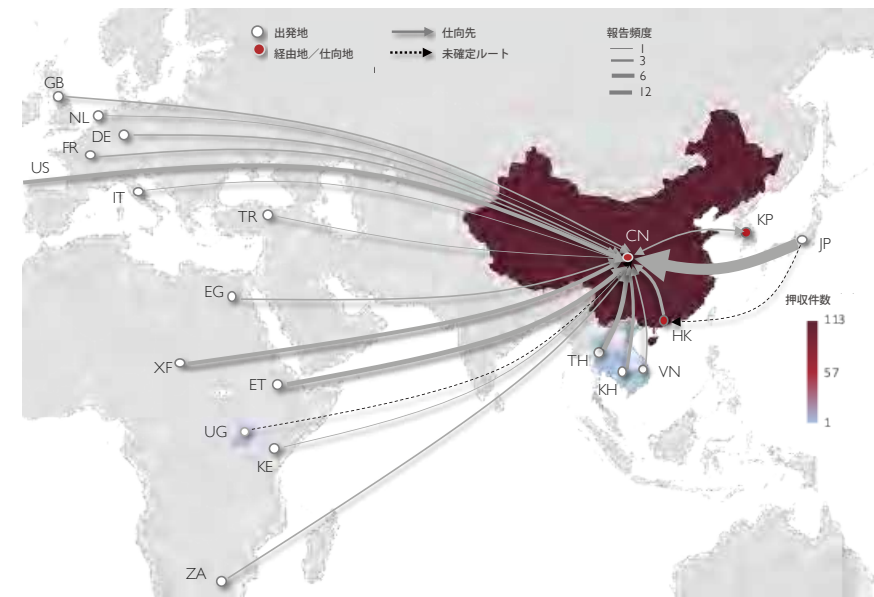 出発地
経由地／仕向地
仕向先
未確定ルート
報告頻度
1
3
6
12
GB
NL
DE
FR
US
IT
TR
CN
KP
JP
EG
押収件数
113
57
1
HK
XF
TH
VN
ET
KH
UG
KE
ZA